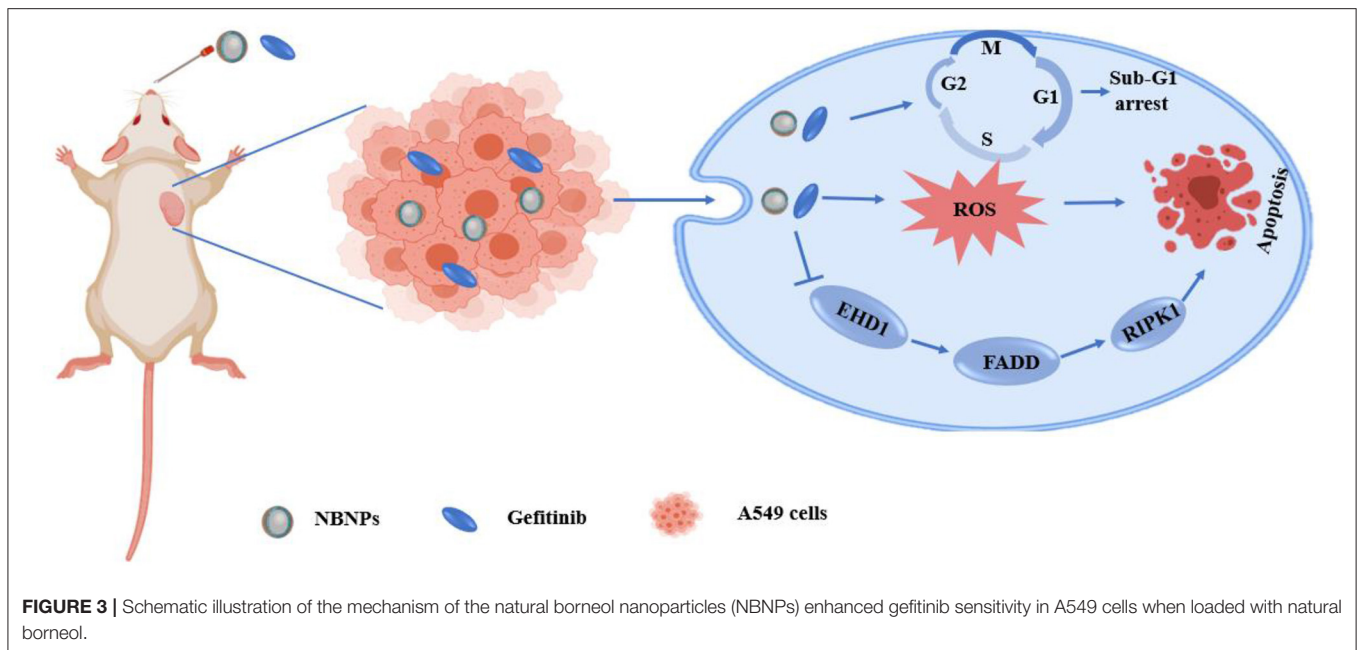 M
G2
G1
S
Sub-G1
arrest
ROS
Apoptosis
EHD1
FADD
RIPK1
NBNPs
Gefitinib
A549 cells
FIGURE 3 | Schematic illustration of the mechanism of the natural borneol nanoparticles (NBNPs) enhanced gefitinib sensitivity in A549 cells when loaded with natural
borneol.